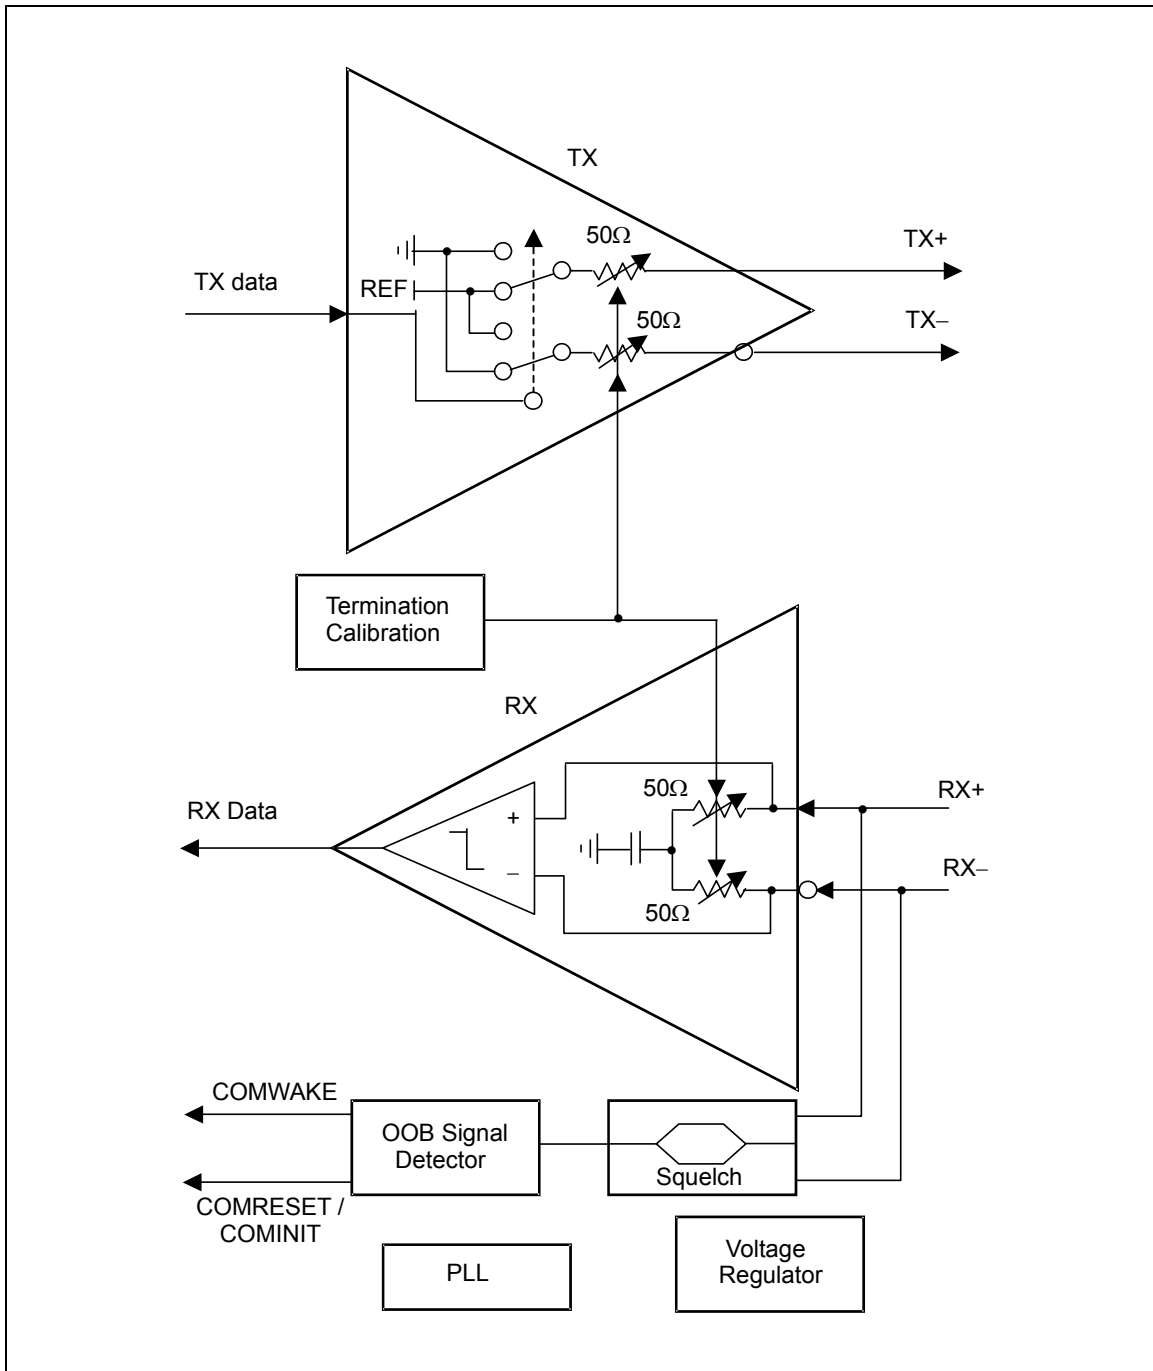 TX
50Ω
TX+
TX data
REF
50Ω
TX−
Termination
Calibration
RX
50Ω
RX+
RX Data
+
−
RX−
50Ω
COMWAKE
OOB Signal
Detector
Squelch
COMRESET /
COMINIT
PLL
Voltage
Regulator